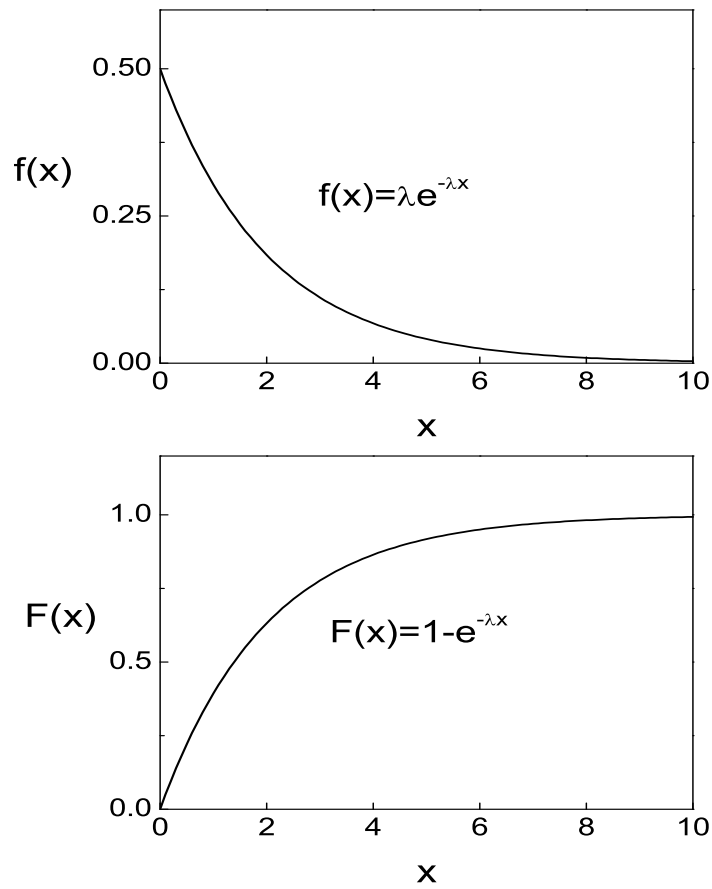 0.50
f(x)
f(x)=λe^-λx
0.25
0.00
0 2 4 6 8 10
x
1.0
F(x)
F(x)=1-e^-λx
0.5
0.0
0 2 4 6 8 10
x